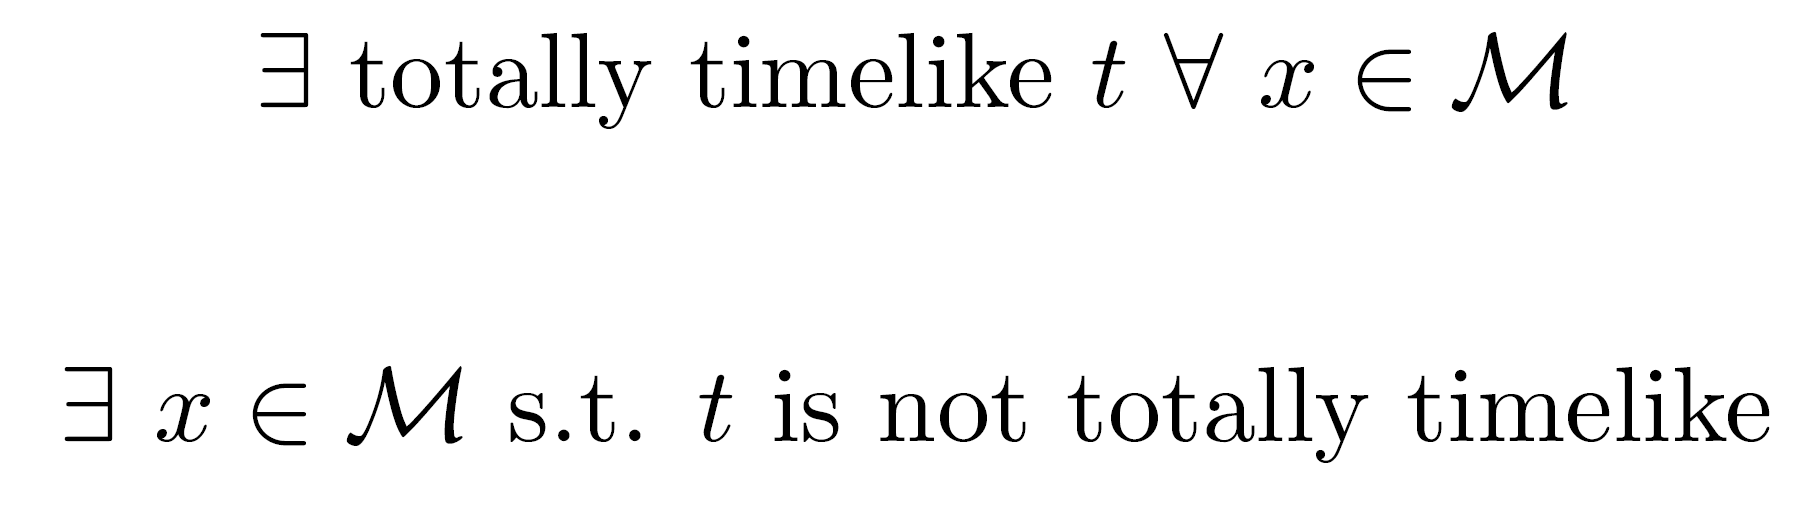 ∃ totally timelike t ∀ x ∈ ℳ
∃ x ∈ ℳ s.t. t is not totally timelike